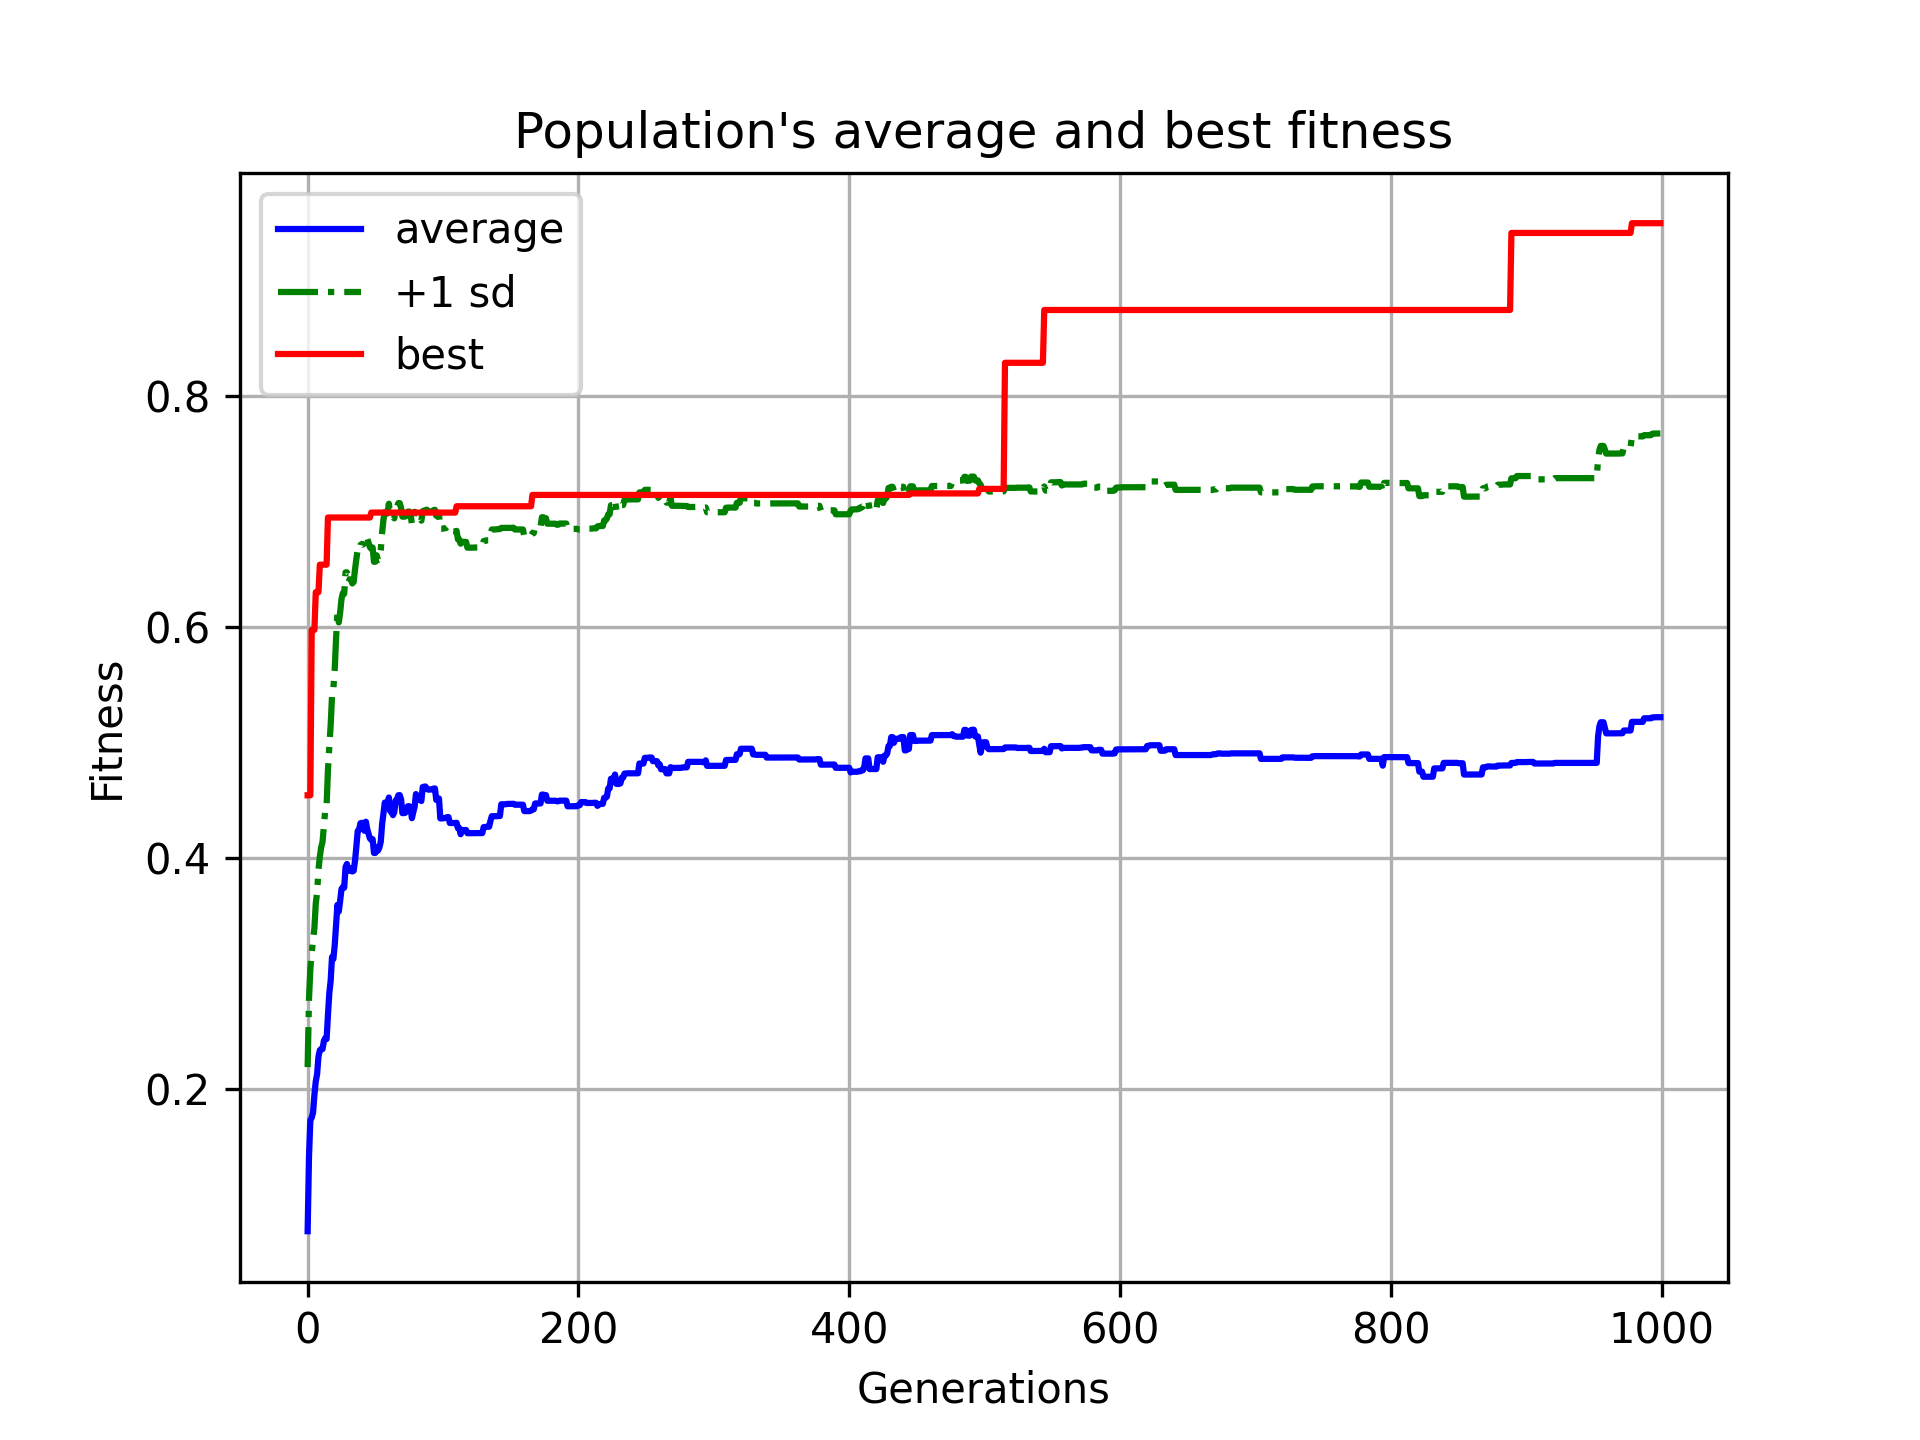 Population's average and best fitness
average
+1 sd
best
0.8
0.6
0.4
0.2
Fitness
0 200 400 600 800 1000
Generations